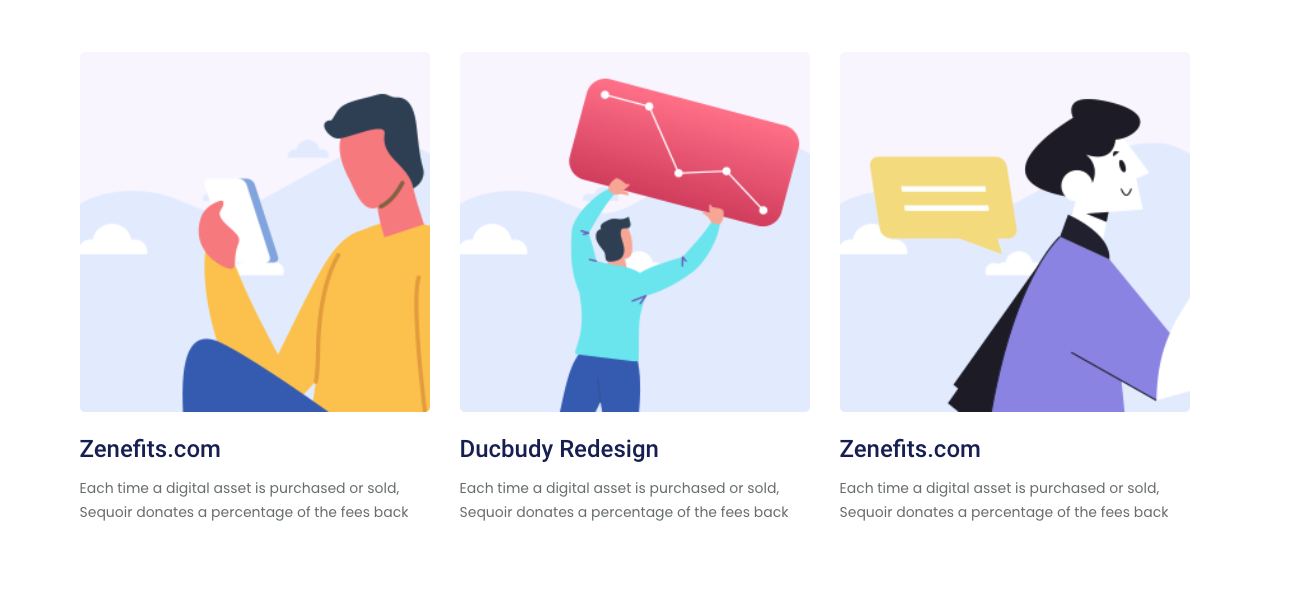 Zenefits.com
Each time a digital asset is purchased or sold,
Sequoir donates a percentage of the fees back
Ducbudy Redesign
Each time a digital asset is purchased or sold,
Sequoir donates a percentage of the fees back
Zenefits.com
Each time a digital asset is purchased or sold,
Sequoir donates a percentage of the fees back